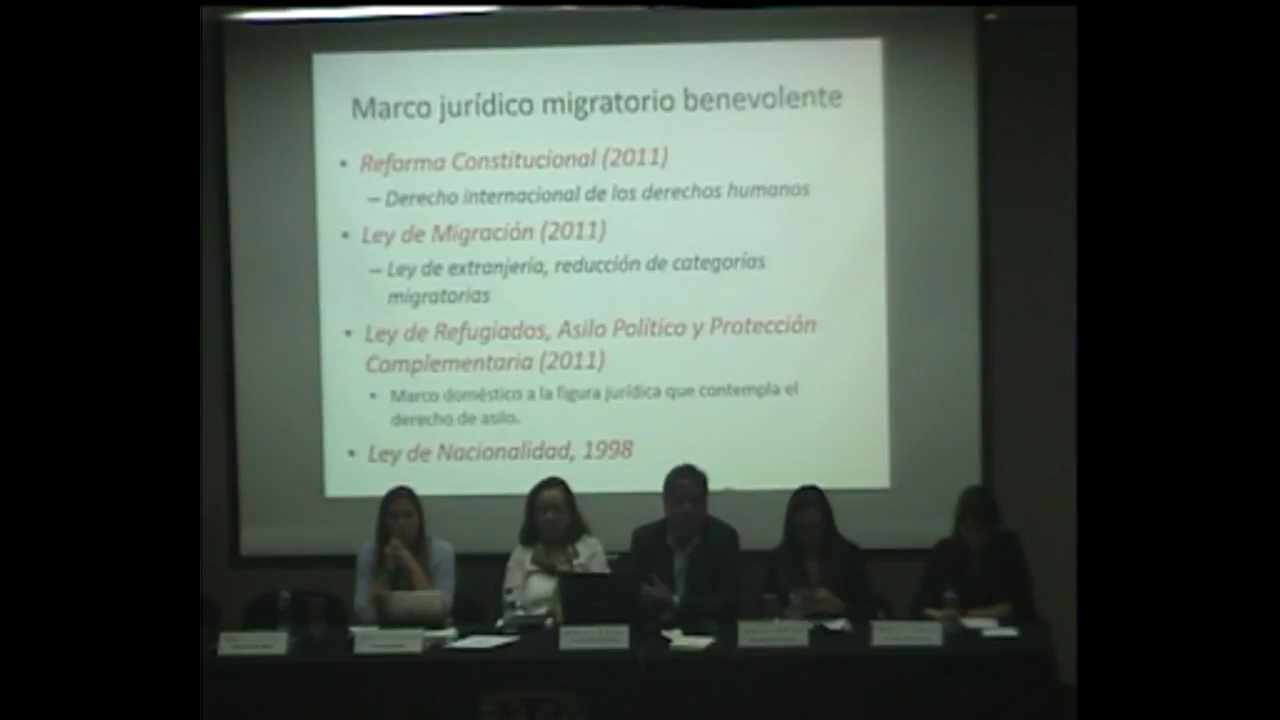 Marco jurídico migratorio benevolente
• Reforma Constitucional (2011)
– Derecho internacional de los derechos humanos
• Ley de Migración (2011)
– Ley de extranjería, reducción de categorías
migratorias
• Ley de Refugiados, Asilo Político y Protección
Complementaria (2011)
• Marco doméstico a la figura jurídica que contempla el
derecho de asilo.
• Ley de Nacionalidad, 1998